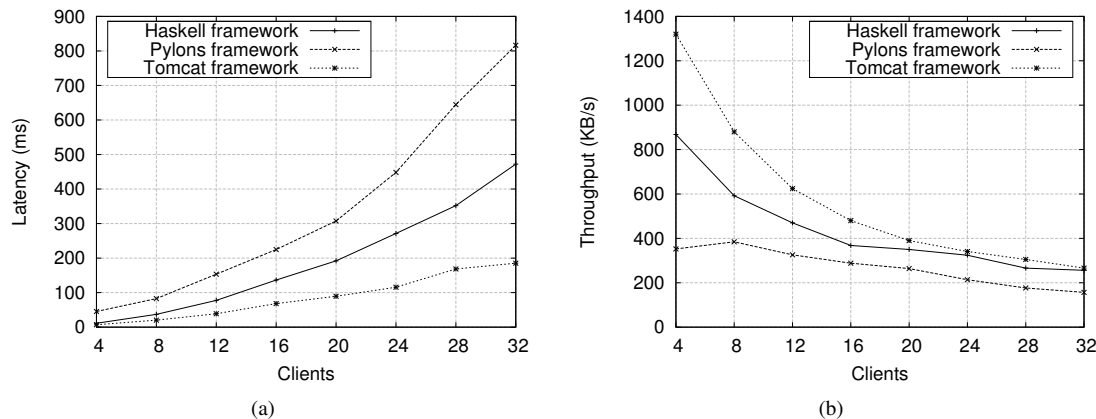 900
800
700
600
500
400
300
200
100
0
Latency (ms)
Haskell framework
Pylons framework
Tomcat framework
4 8 12 16 20 24 28 32
Clients
(a)
1400
1200
1000
800
600
400
200
0
Throughput (KB/s)
Haskell framework
Pylons framework
Tomcat framework
4 8 12 16 20 24 28 32
Clients
(b)